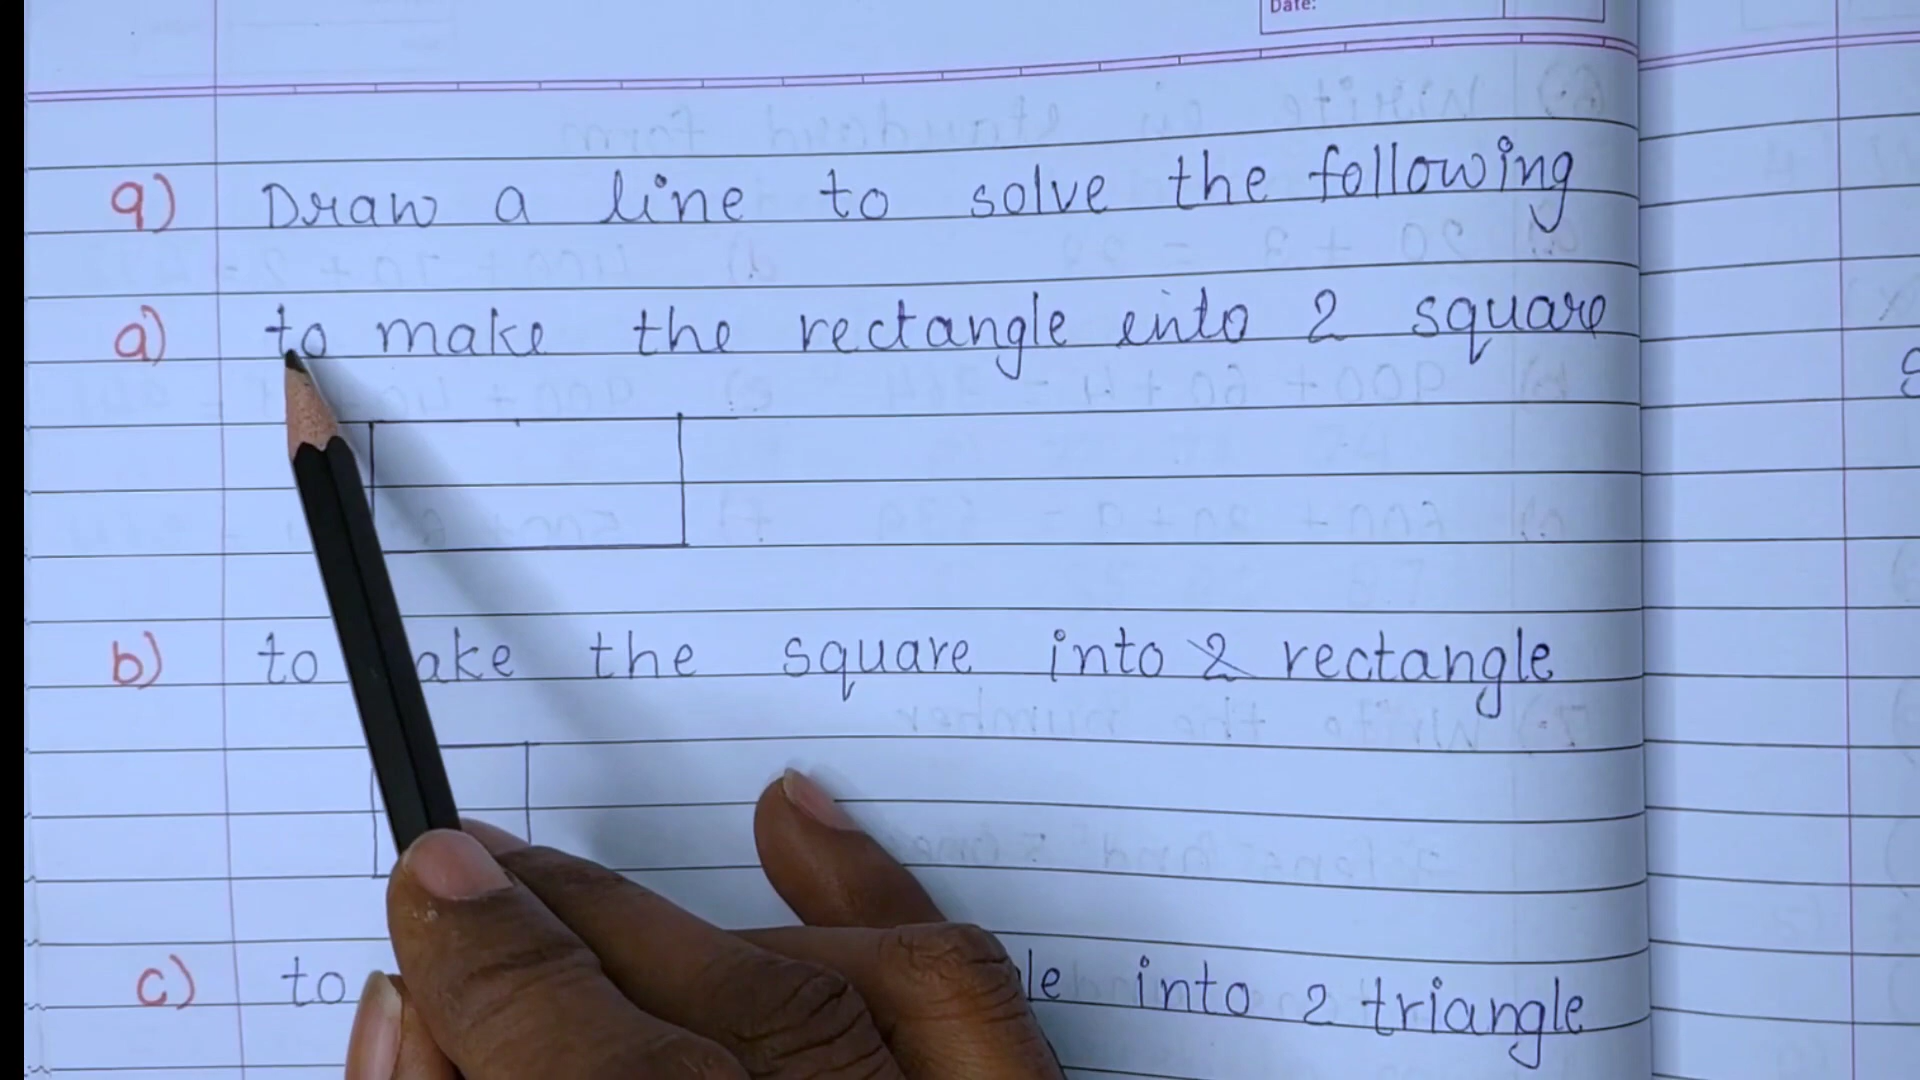 Date:
9) Draw a line to solve the following
a) to make the rectangle into 2 square
b) to ake the square into 2 rectangle
c) to le into 2 triangle